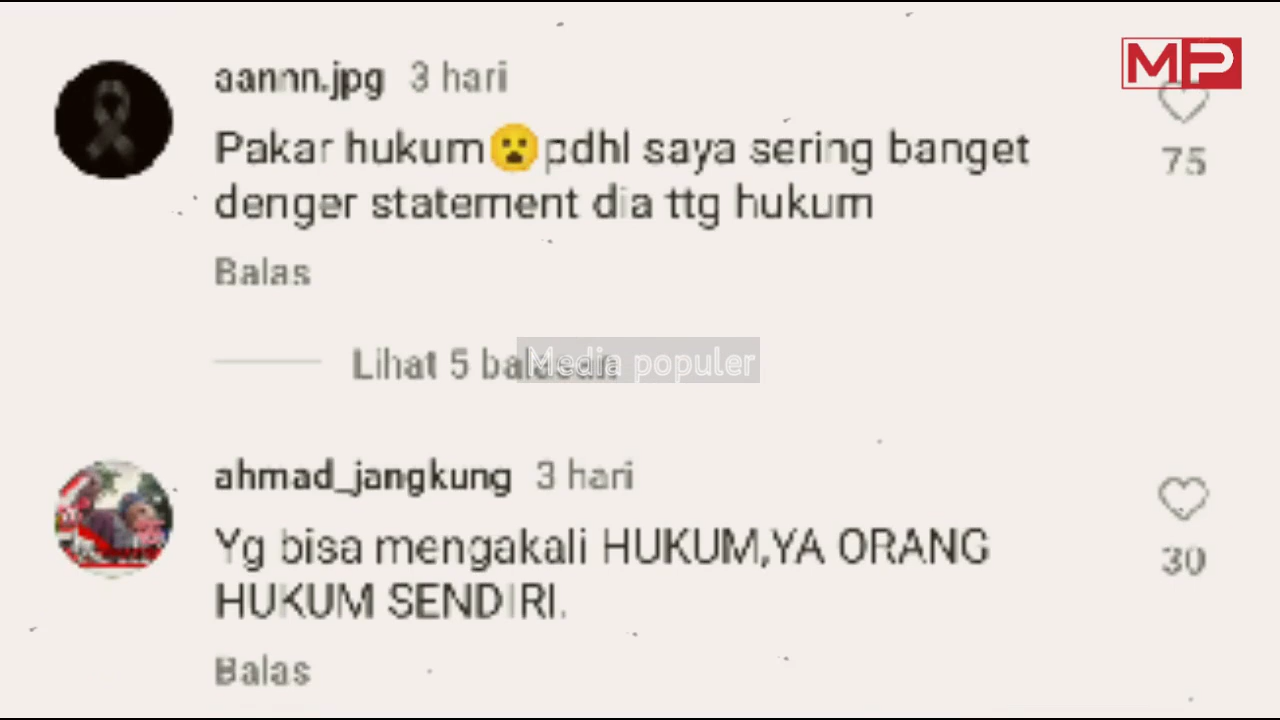 MP
aannn.jpg 3 hari
Pakar hukum😮pdhl saya sering banget
denger statement dia ttg hukum
75
Balas
Lihat 5 balasan
Media populer
ahmad_jangkung 3 hari
Yg bisa mengakali HUKUM,YA ORANG
HUKUM SENDIRI.
30
Balas